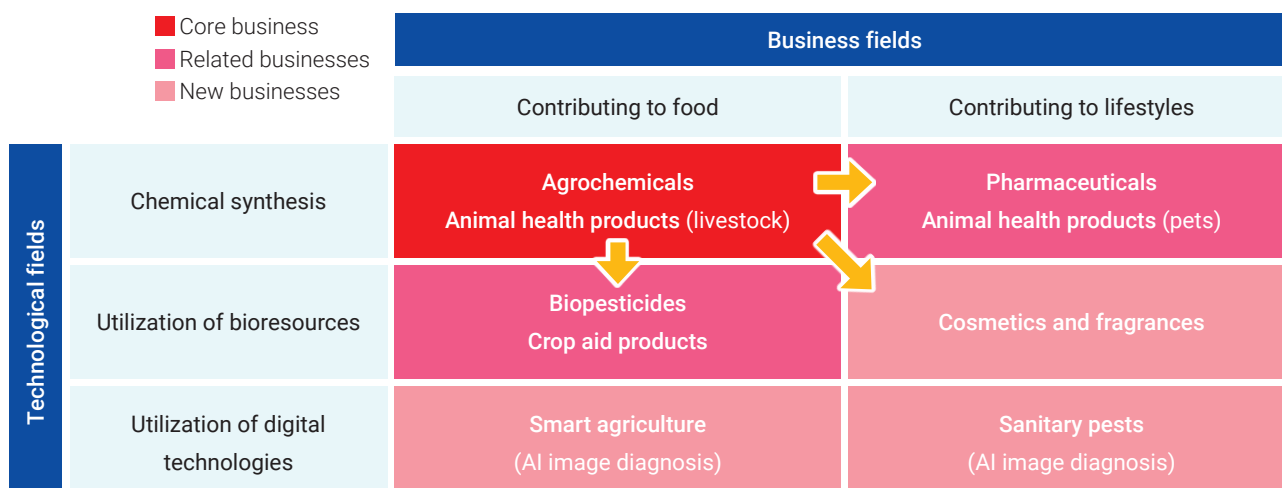 Core business
Related businesses
New businesses
Business fields
Contributing to food
Contributing to lifestyles
Technological fields
Chemical synthesis
Agrochemicals
Animal health products (livestock)
Pharmaceuticals
Animal health products (pets)
Utilization of bioresources
Biopesticides
Crop aid products
Cosmetics and fragrances
Utilization of digital
technologies
Smart agriculture
(AI image diagnosis)
Sanitary pests
(AI image diagnosis)